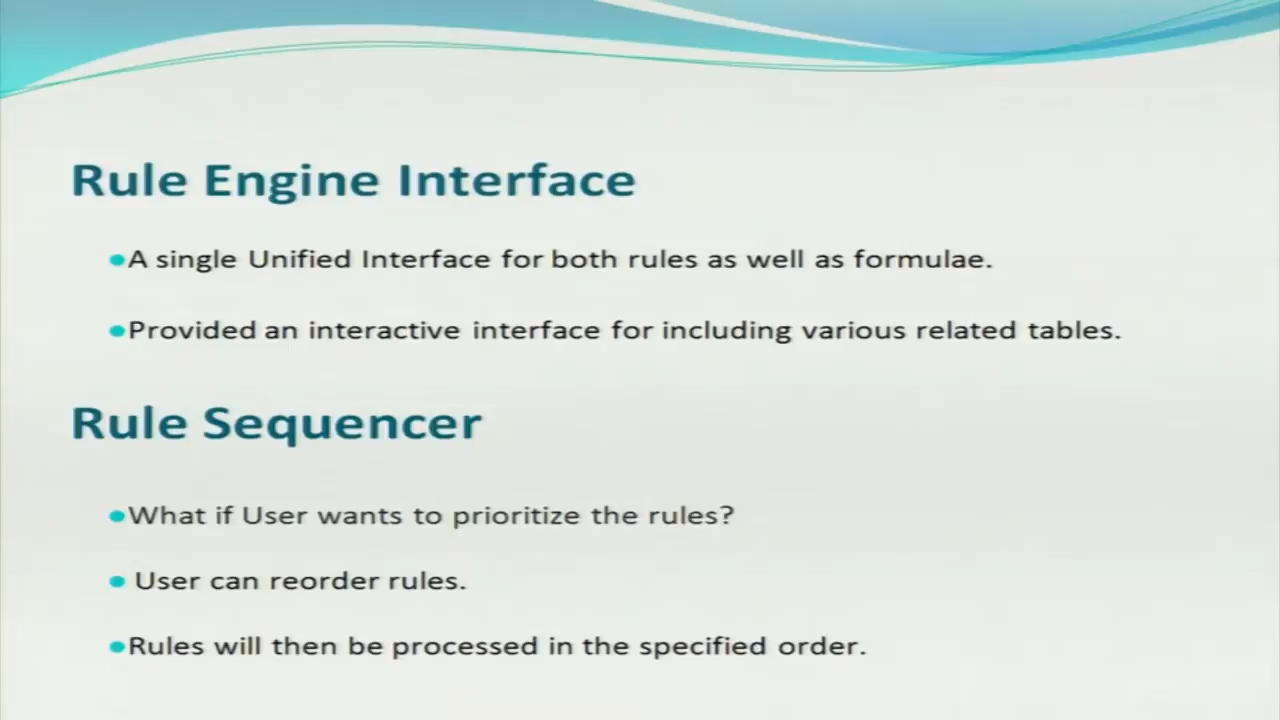 Rule Engine Interface
●A single Unified Interface for both rules as well as formulae.
●Provided an interactive interface for including various related tables.
Rule Sequencer
●What if User wants to prioritize the rules?
● User can reorder rules.
●Rules will then be processed in the specified order.